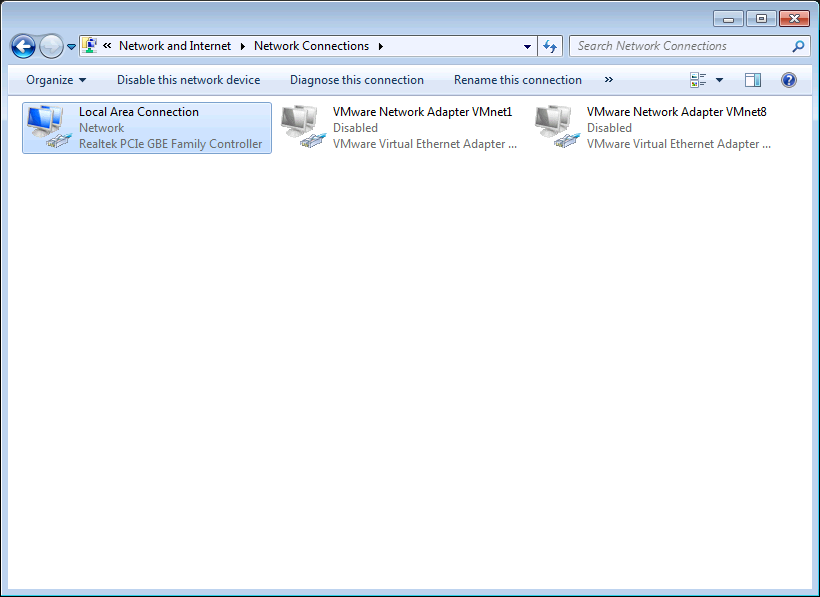 « Network and Internet Network Connections
Search Network Connections
Organize Disable this network device Diagnose this connection Rename this connection »
Local Area Connection
Network
Realtek PCIe GBE Family Controller
VMware Network Adapter VMnet1
Disabled
VMware Virtual Ethernet Adapter ...
VMware Network Adapter VMnet8
Disabled
VMware Virtual Ethernet Adapter ...